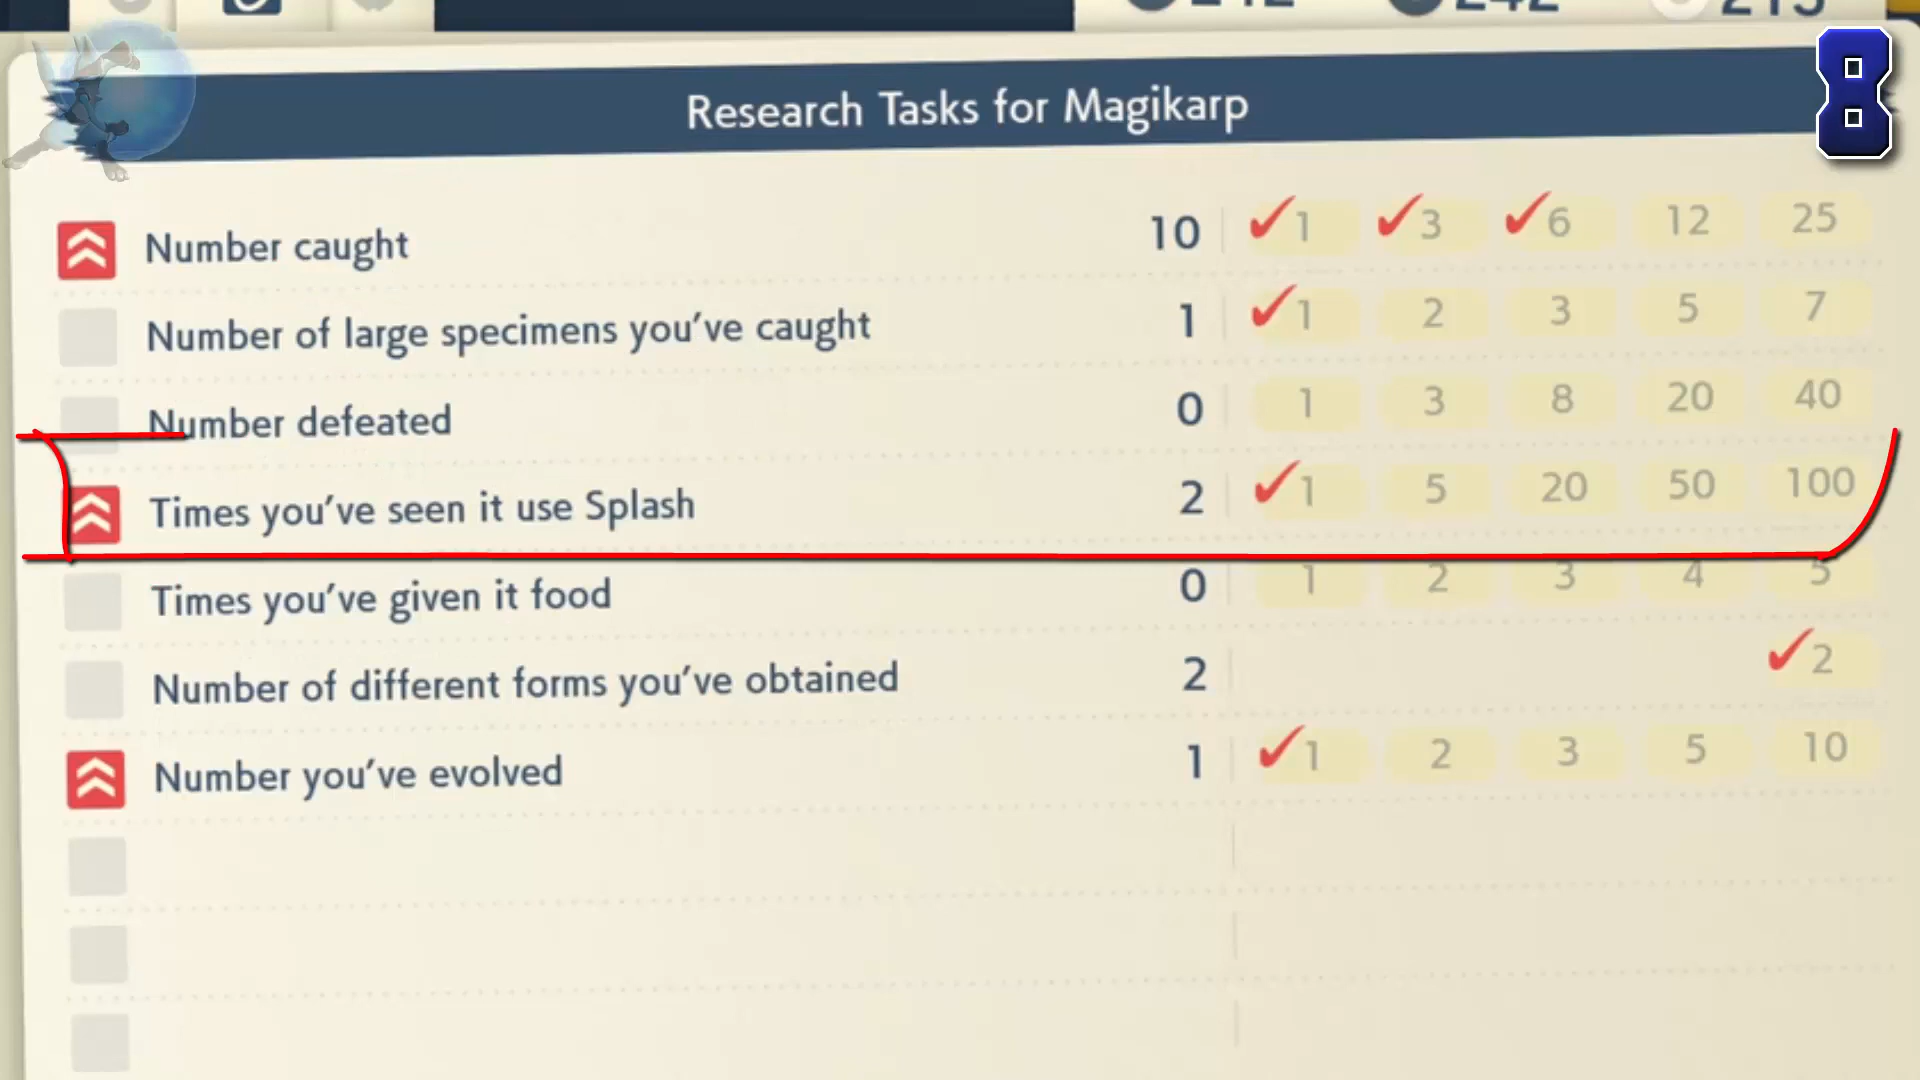 Research Tasks for Magikarp
8
Number caught 10 1 3 6 12 25
Number of large specimens you've caught 1 1 2 3 5 7
Number defeated 0 1 3 8 20 40
Times you've seen it use Splash 2 1 5 20 50 100
Times you've given it food 0 1 2 3 4 5
Number of different forms you've obtained 2 2
Number you've evolved 1 1 2 3 5 10